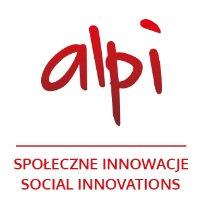 alpi
SPOŁECZNE INNOWACJE
SOCIAL INNOVATIONS